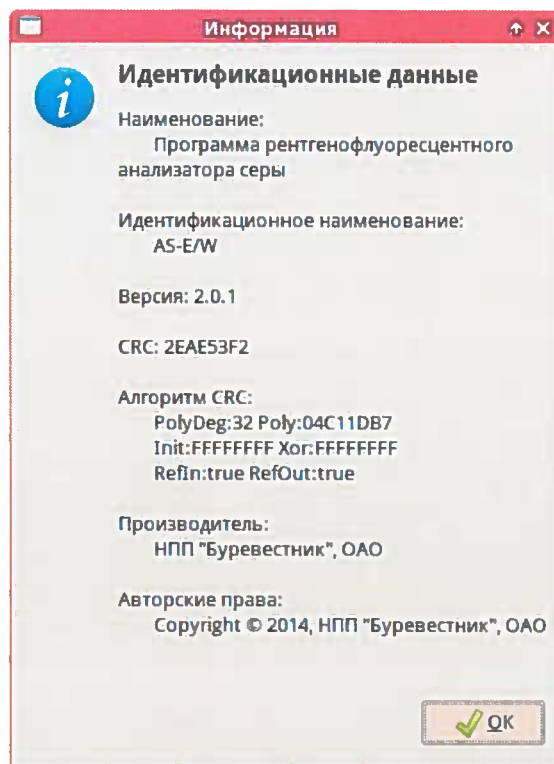 Информация
Идентификационные данные
Наименование:
Программа рентгенофлуоресцентного
анализатора серы
Идентификационное наименование:
AS-E/W
Версия: 2.0.1
CRC: 2EAE53F2
Алгоритм CRC:
PolyDeg:32 Poly:04C11DB7
Init:FFFFFFFF Xor:FFFFFFFF
RefIn:true RefOut:true
Производитель:
НПП "Буревестник", ОАО
Авторские права:
Copyright © 2014, НПП "Буревестник", ОАО
OK